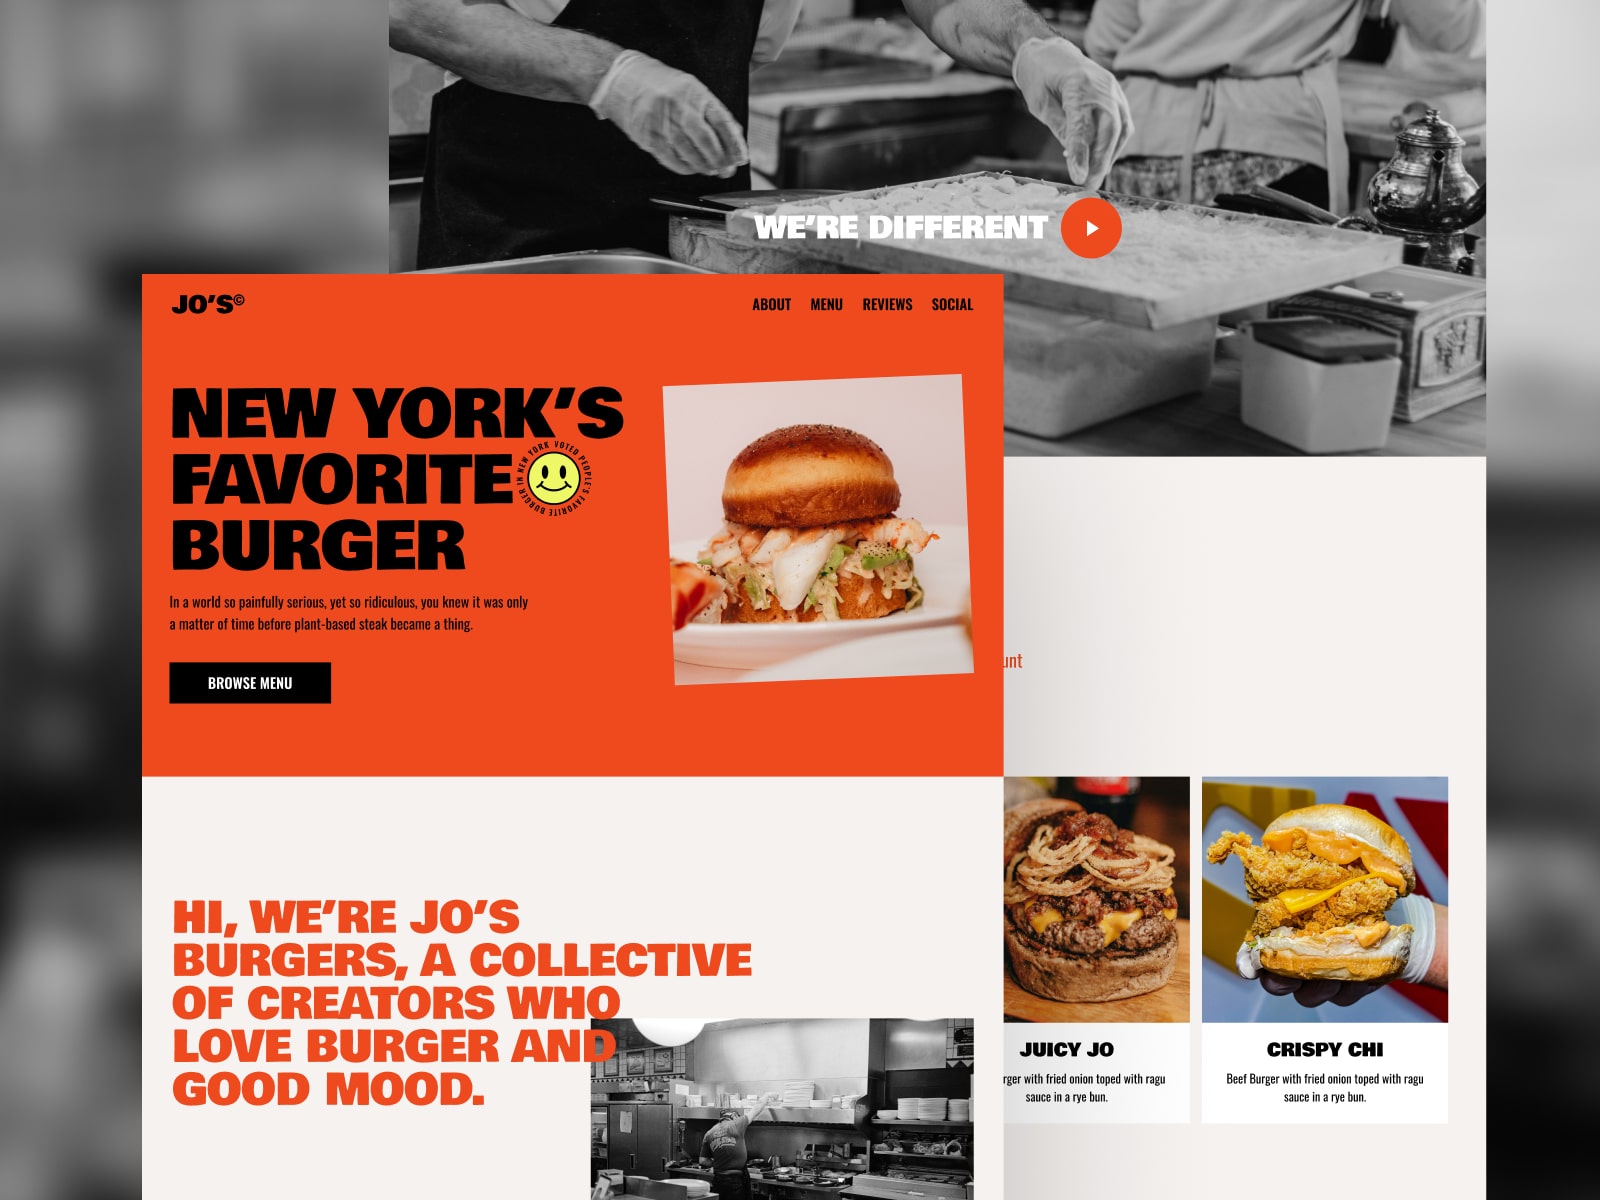 WE'RE DIFFERENT
JO'S©
ABOUT MENU REVIEWS SOCIAL
NEW YORK'S
FAVORITE
BURGER
VOTED PEOPLE'S FAVORITE BURGER IN NEW YORK
In a world so painfully serious, yet so ridiculous, you knew it was only
a matter of time before plant-based steak became a thing.
BROWSE MENU
HI, WE'RE JO'S
BURGERS, A COLLECTIVE
OF CREATORS WHO
LOVE BURGER AND
GOOD MOOD.
JUICY JO
with fried onion toped with ragu
sauce in a rye bun.
CRISPY CHI
Beef Burger with fried onion toped with ragu
sauce in a rye bun.